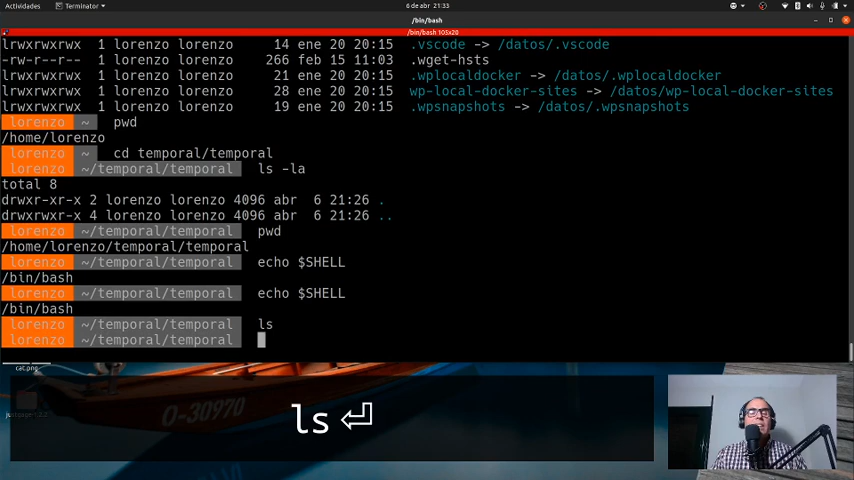 Actividades Terminator 6 de abr 21:33
/bin/bash
/bin/bash 105x20
lrwxrwxrwx 1 lorenzo lorenzo 14 ene 20 20:15 .vscode -> /datos/.vscode
-rw-r--r-- 1 lorenzo lorenzo 266 feb 15 11:03 .wget-hsts
lrwxrwxrwx 1 lorenzo lorenzo 21 ene 20 20:15 .wplocaldocker -> /datos/.wplocaldocker
lrwxrwxrwx 1 lorenzo lorenzo 28 ene 20 20:15 wp-local-docker-sites -> /datos/wp-local-docker-sites
lrwxrwxrwx 1 lorenzo lorenzo 19 ene 20 20:15 .wpsnapshots -> /datos/.wpsnapshots
lorenzo ~ pwd
/home/lorenzo
lorenzo ~ cd temporal/temporal
lorenzo ~/temporal/temporal ls -la
total 8
drwxr-xr-x 2 lorenzo lorenzo 4096 abr 6 21:26 .
drwxrwxr-x 4 lorenzo lorenzo 4096 abr 6 21:26 ..
lorenzo ~/temporal/temporal pwd
/home/lorenzo/temporal/temporal
lorenzo ~/temporal/temporal echo $SHELL
/bin/bash
lorenzo ~/temporal/temporal echo $SHELL
/bin/bash
lorenzo ~/temporal/temporal ls
lorenzo ~/temporal/temporal
cat.png
O-30970
ls ⏎